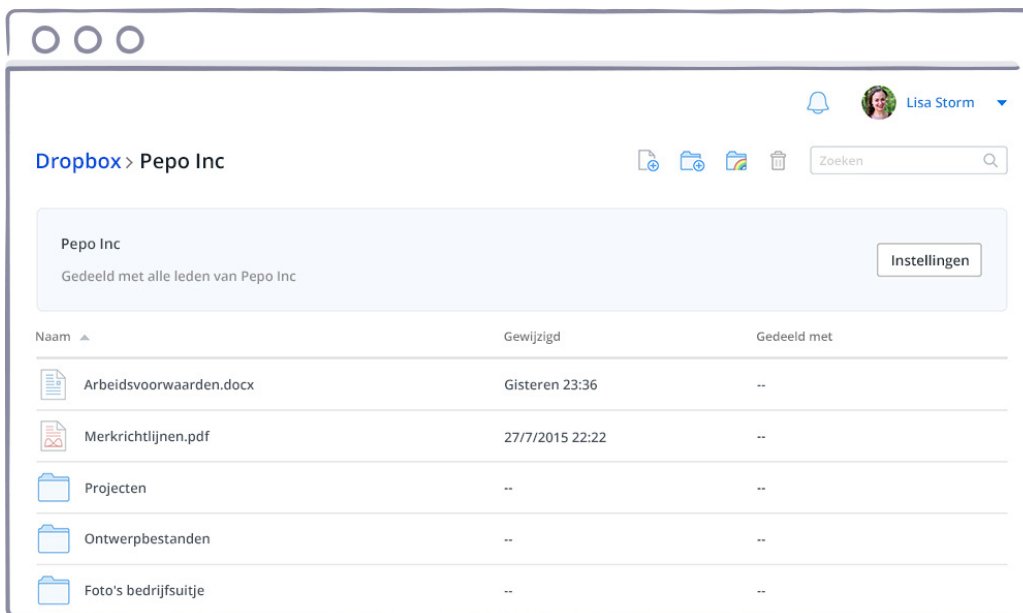 Lisa Storm
Dropbox > Pepo Inc
Zoeken
Pepo Inc
Gedeeld met alle leden van Pepo Inc
Instellingen
Naam Gewijzigd Gedeeld met
Arbeidsvoorwaarden.docx Gisteren 23:36 --
Merkrichtlijnen.pdf 27/7/2015 22:22 --
Projecten -- --
Ontwerpbestanden -- --
Foto's bedrijfsuitje -- --